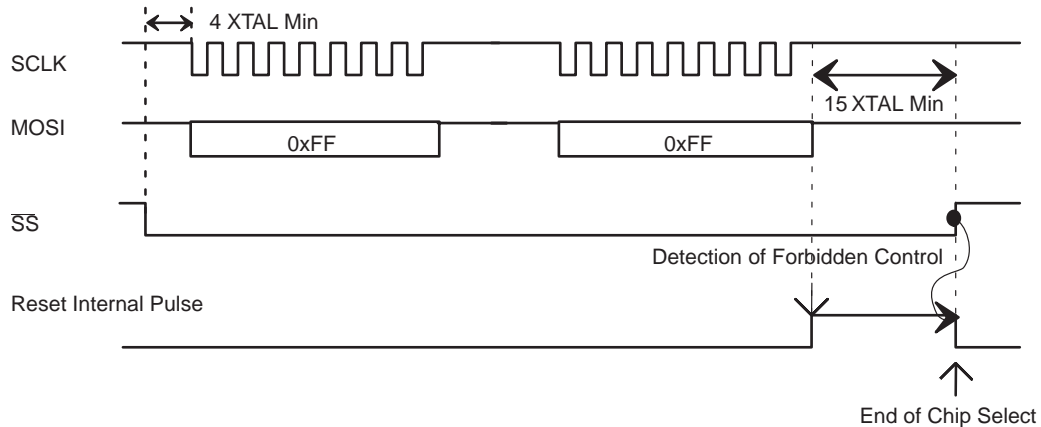 4 XTAL Min
SCLK
15 XTAL Min
MOSI
0xFF
0xFF
SS
Detection of Forbidden Control
Reset Internal Pulse
End of Chip Select